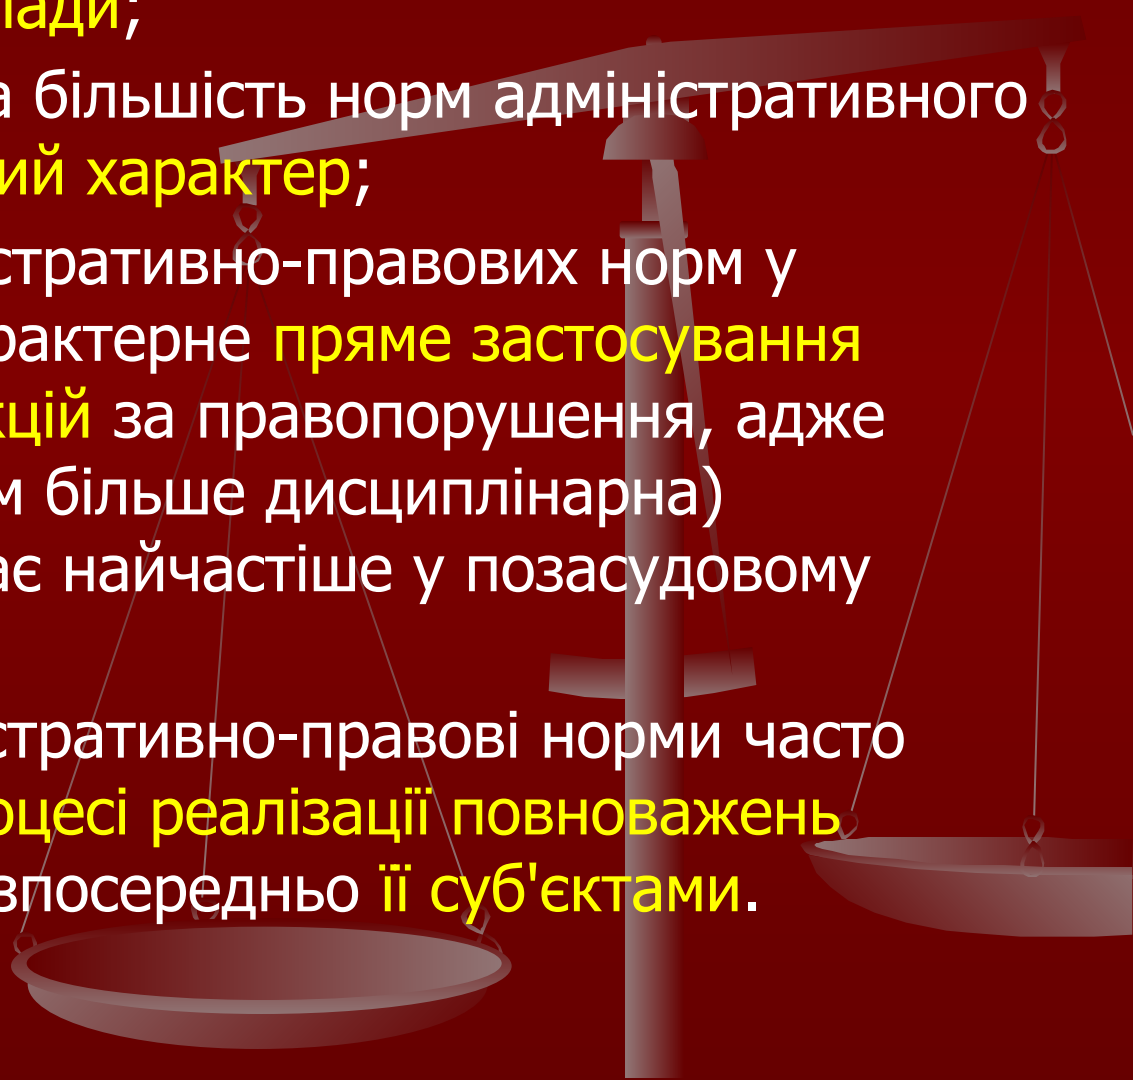 лади;
а більшість норм адміністративного
ий характер;
стративно-правових норм у
рактерне пряме застосування
кцій за правопорушення, адже
м більше дисциплінарна)
ає найчастіше у позасудовому
стративно-правові норми часто
оцесі реалізації повноважень
зпосередньо її суб'єктами.